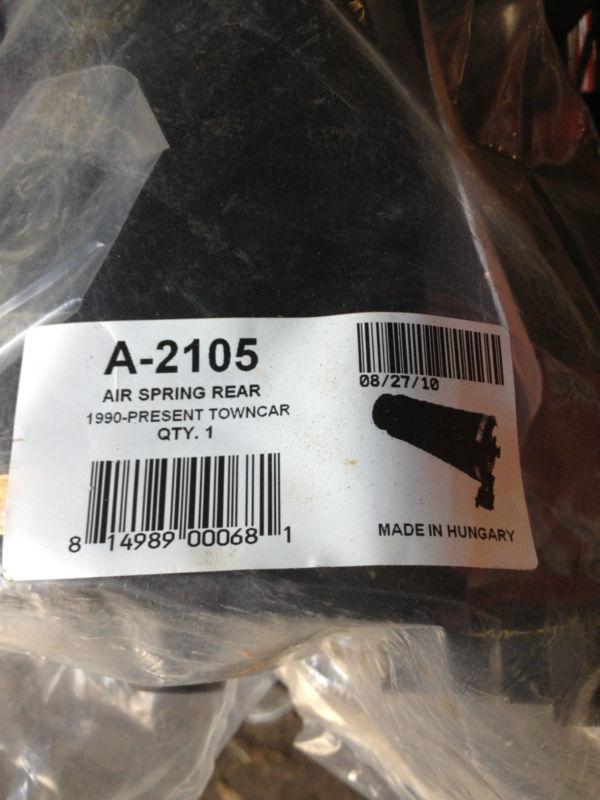 A-2105
AIR SPRING REAR
1990-PRESENT TOWNCAR
QTY. 1
8 14989 00068 1
08/27/10
MADE IN HUNGARY